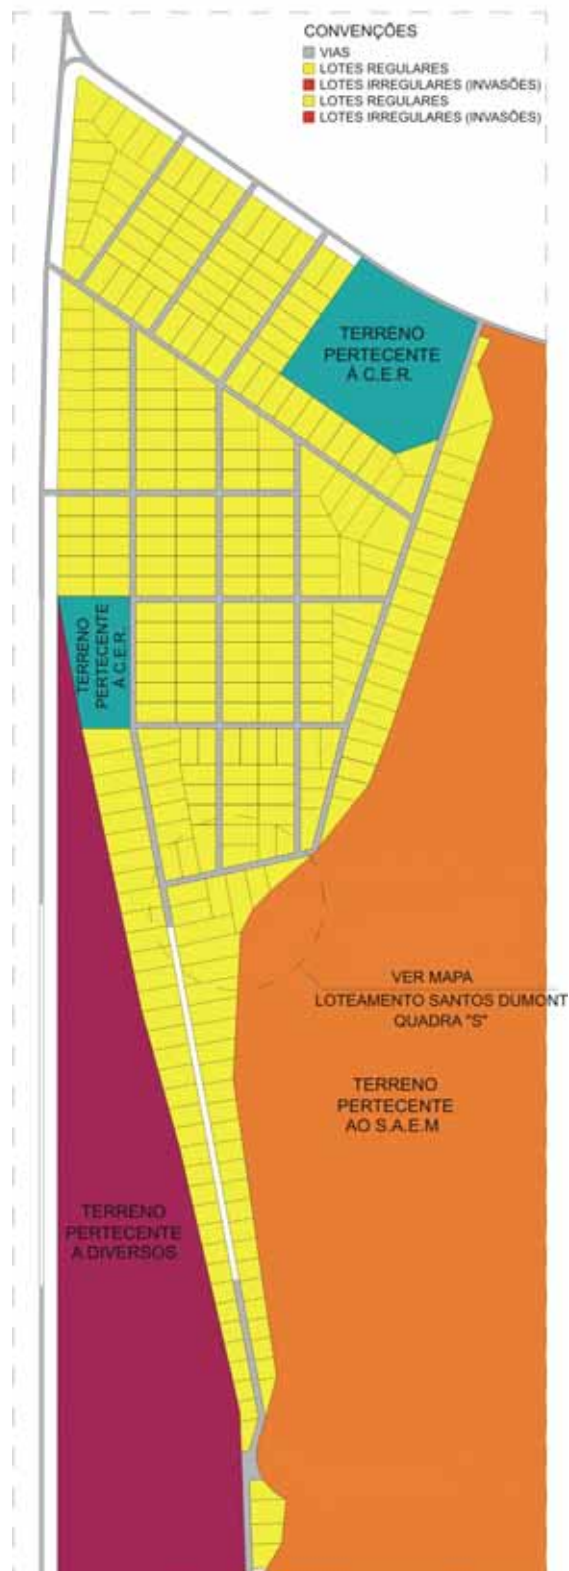 CONVENÇÕES
VIAS
LOTES REGULARES
LOTES IRREGULARES (INVASÕES)
LOTES REGULARES
LOTES IRREGULARES (INVASÕES)
TERRENO
PERTECENTE
À C.E.R.
TERRENO
PERTECENTE
À C.E.R.
VER MAPA
LOTEAMENTO SANTOS DUMONT
QUADRA "S"
TERRENO
PERTECENTE
AO S.A.E.M
TERRENO
PERTECENTE
A DIVERSOS